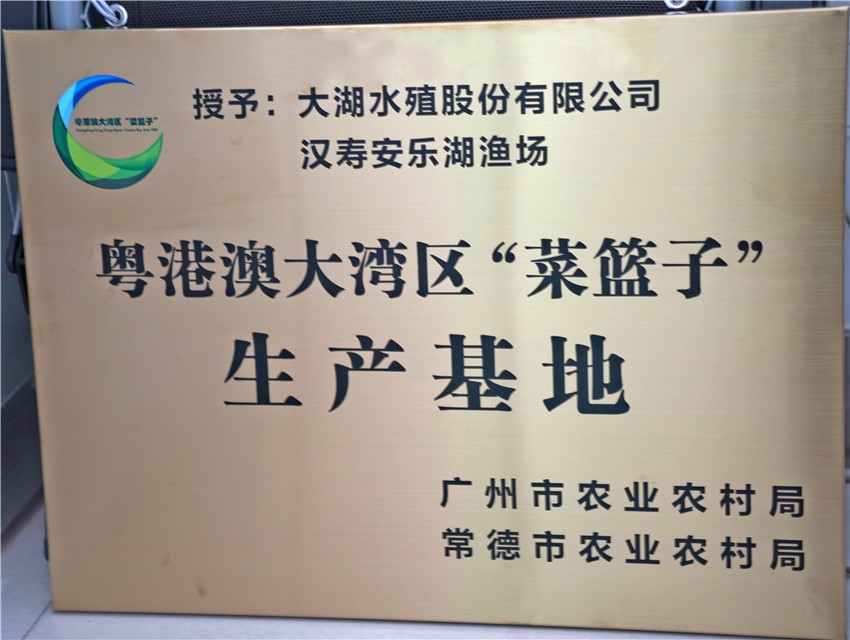 粤港澳大湾区“菜篮子”
授予：大湖水殖股份有限公司
汉寿安乐湖渔场
粤港澳大湾区“菜篮子”
生产基地
广州市农业农村局
常德市农业农村局